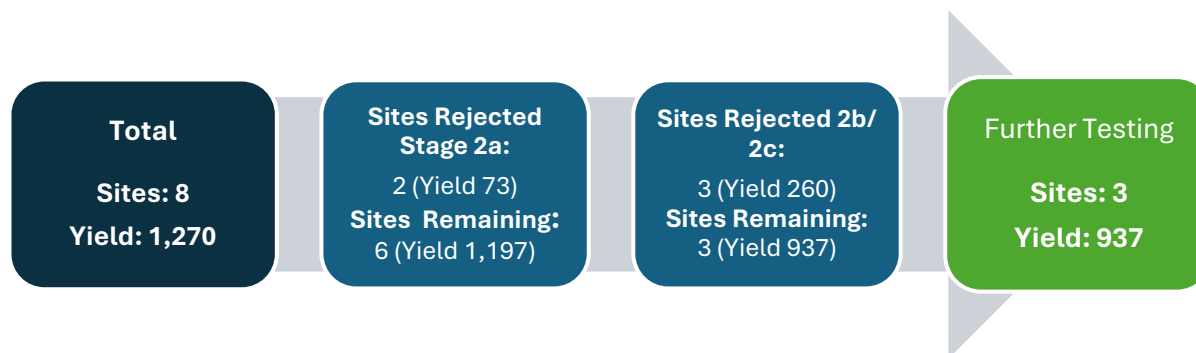 Total
Sites: 8
Yield: 1,270
Sites Rejected
Stage 2a:
2 (Yield 73)
Sites Remaining:
6 (Yield 1,197)
Sites Rejected 2b/
2c:
3 (Yield 260)
Sites Remaining:
3 (Yield 937)
Further Testing
Sites: 3
Yield: 937